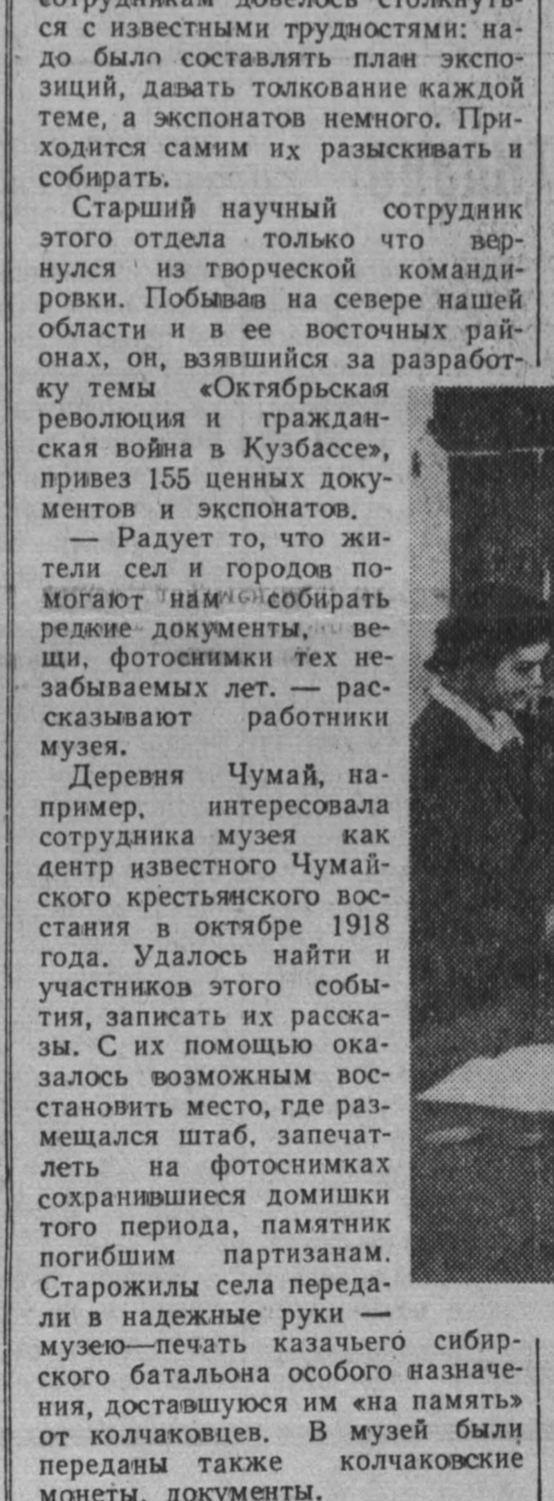 сотрудникам довелось столкнуть-
ся с известными трудностями: на-
до было составлять план экспо-
зиций, давать толкование каждой
теме, а экспонатов немного. При-
ходится самим их разыскивать и
собирать.
Старший научный сотрудник
этого отдела только что вер-
нулся из творческой команди-
ровки. Побывав на севере нашей
области и в ее восточных рай-
онах, он, взявшийся за разработ-
ку темы «Октябрьская
революция и граждан-
ская война в Кузбассе»,
привез 155 ценных доку-
ментов и экспонатов.
— Радует то, что жи-
тели сел и городов по-
могают нам собирать
редкие документы, ве-
щи, фотоснимки тех не-
забываемых лет. — рас-
сказывают работники
музея.
Деревня Чумай, на-
пример, интересовала
сотрудника музея как
центр известного Чумай-
ского крестьянского вос-
стания в октябре 1918
года. Удалось найти и
участников этого собы-
тия, записать их расска-
зы. С их помощью ока-
залось возможным вос-
становить место, где раз-
мещался штаб, запечат-
леть на фотоснимках
сохранившиеся домишки
того периода, памятник
погибшим партизанам.
Старожилы села переда-
ли в надежные руки —
музею—печать казачьего сибир-
ского батальона особого назначе-
ния, доставшуюся им «на память»
от колчаковцев. В музей были
переданы также колчаковские
монеты, документы.